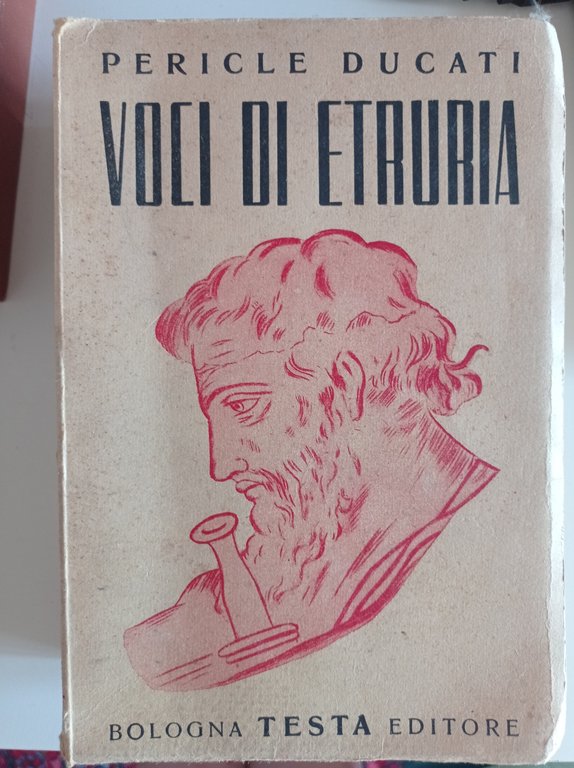 PERICLE DUCATI
VOCI DI ETRURIA
BOLOGNA TESTA EDITORE